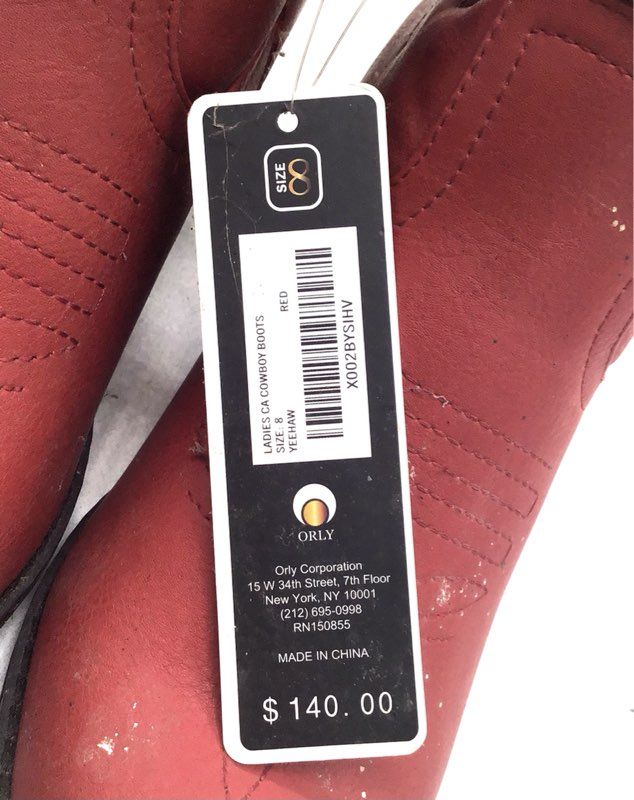 SIZE 8
LADIES CA COWBOY BOOTS
SIZE: 8 RED
YEEHAW
X002BYSIHV
ORLY
Orly Corporation
15 W 34th Street, 7th Floor
New York, NY 10001
(212) 695-0998
RN150855
MADE IN CHINA
$ 140.00